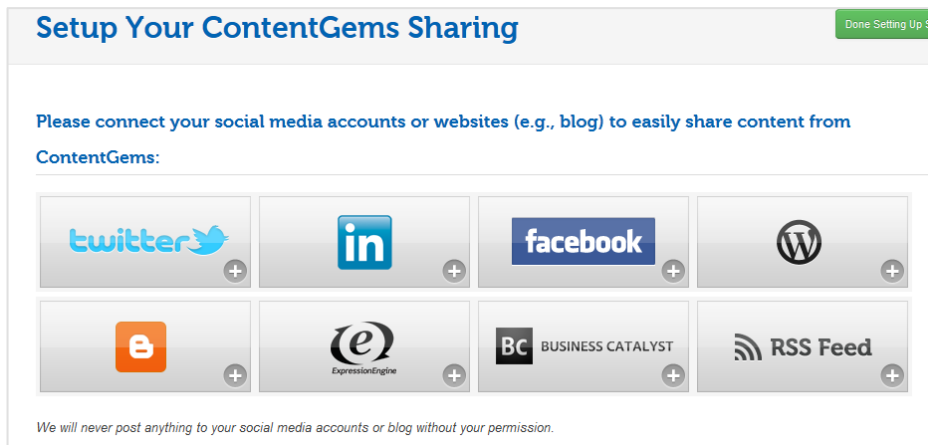 Setup Your ContentGems Sharing
Done Setting Up S
Please connect your social media accounts or websites (e.g., blog) to easily share content from
ContentGems:
twitter
in
facebook
W
B
e
ExpressionEngine
BC BUSINESS CATALYST
RSS Feed
We will never post anything to your social media accounts or blog without your permission.